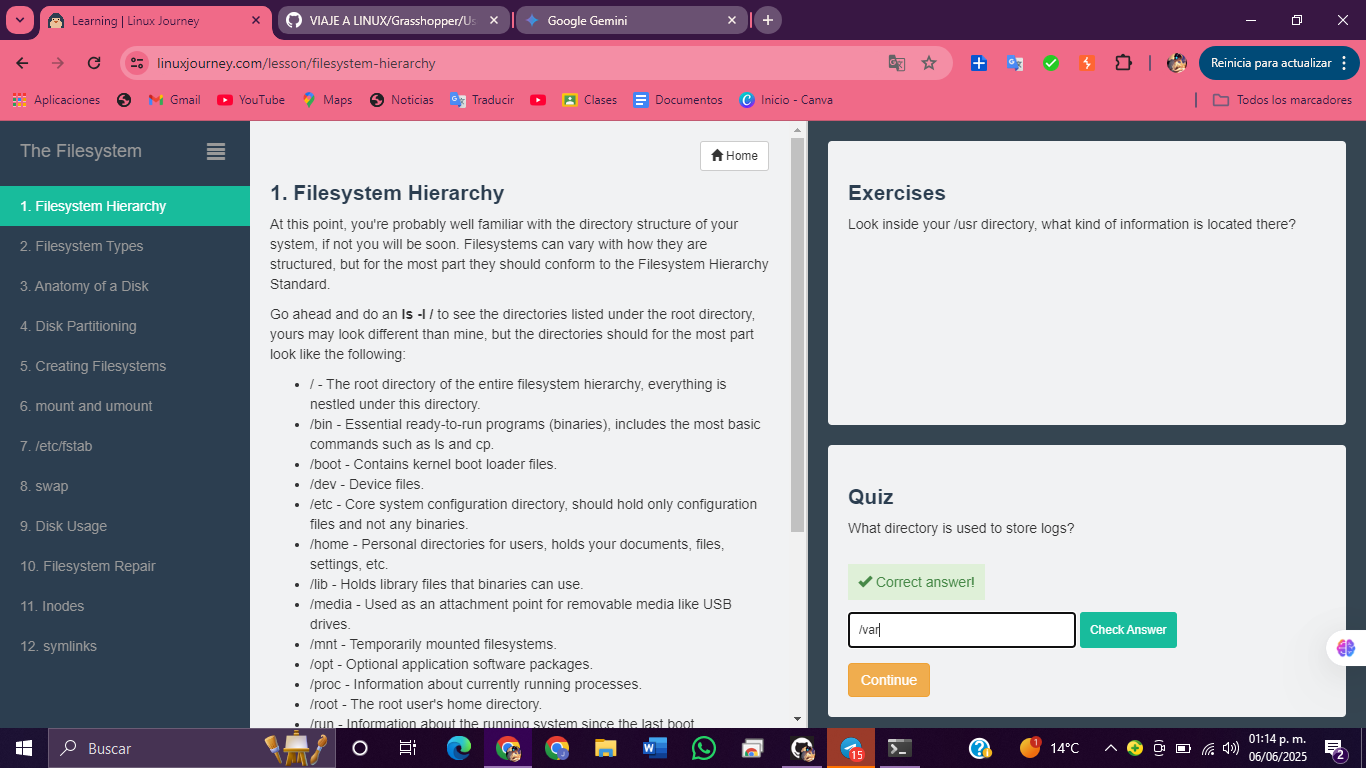 Learning | Linux Journey
VIAJE A LINUX/Grasshopper/Us
Google Gemini
linuxjourney.com/lesson/filesystem-hierarchy
Reinicia para actualizar
Aplicaciones
Gmail
YouTube
Maps
Noticias
Traducir
Clases
Documentos
Inicio - Canva
Todos los marcadores
The Filesystem
1. Filesystem Hierarchy
2. Filesystem Types
3. Anatomy of a Disk
4. Disk Partitioning
5. Creating Filesystems
6. mount and umount
7. /etc/fstab
8. swap
9. Disk Usage
10. Filesystem Repair
11. Inodes
12. symlinks
Home
1. Filesystem Hierarchy
At this point, you're probably well familiar with the directory structure of your
system, if not you will be soon. Filesystems can vary with how they are
structured, but for the most part they should conform to the Filesystem Hierarchy
Standard.
Go ahead and do an ls -l / to see the directories listed under the root directory,
yours may look different than mine, but the directories should for the most part
look like the following:
• / - The root directory of the entire filesystem hierarchy, everything is
nestled under this directory.
• /bin - Essential ready-to-run programs (binaries), includes the most basic
commands such as ls and cp.
• /boot - Contains kernel boot loader files.
• /dev - Device files.
• /etc - Core system configuration directory, should hold only configuration
files and not any binaries.
• /home - Personal directories for users, holds your documents, files,
settings, etc.
• /lib - Holds library files that binaries can use.
• /media - Used as an attachment point for removable media like USB
drives.
• /mnt - Temporarily mounted filesystems.
• /opt - Optional application software packages.
• /proc - Information about currently running processes.
• /root - The root user's home directory.
• /run - Information about the running system since the last boot.
Exercises
Look inside your /usr directory, what kind of information is located there?
Quiz
What directory is used to store logs?
Correct answer!
/var
Check Answer
Continue
Buscar
15
1
14°C
01:14 p. m.
06/06/2025
2